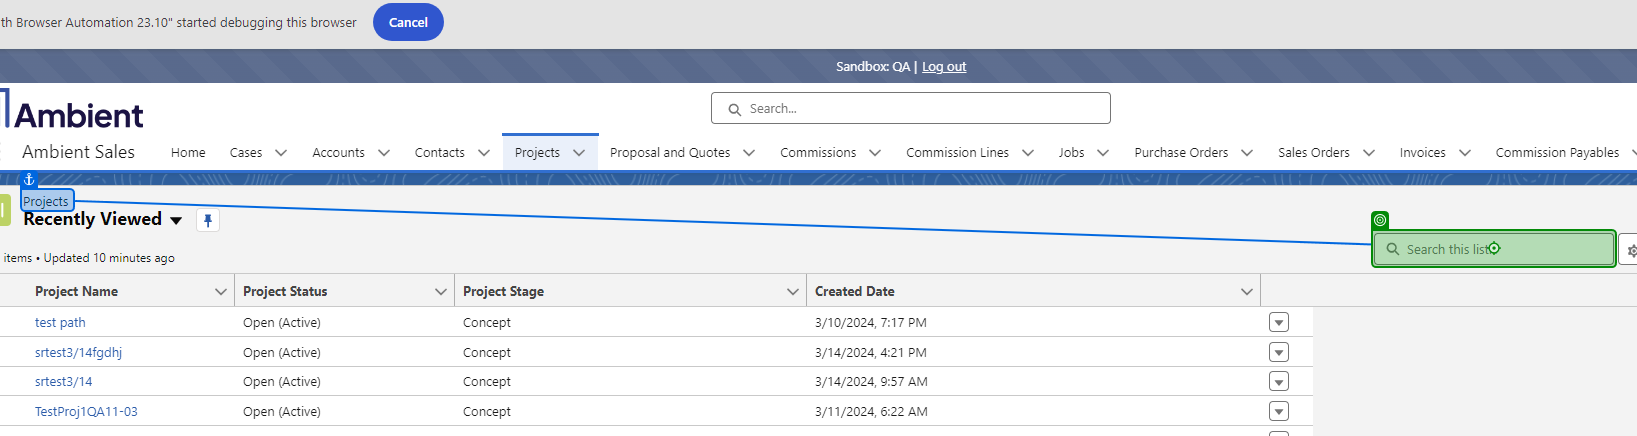 th Browser Automation 23.10" started debugging this browser
Cancel
Sandbox: QA | Log out
Ambient
Search...
Ambient Sales
Home
Cases
Accounts
Contacts
Projects
Proposal and Quotes
Commissions
Commission Lines
Jobs
Purchase Orders
Sales Orders
Invoices
Commission Payables
Projects
Recently Viewed
Search this list
items • Updated 10 minutes ago
Project Name
Project Status
Project Stage
Created Date
test path
Open (Active)
Concept
3/10/2024, 7:17 PM
srtest3/14fgdhj
Open (Active)
Concept
3/14/2024, 4:21 PM
srtest3/14
Open (Active)
Concept
3/14/2024, 9:57 AM
TestProj1QA11-03
Open (Active)
Concept
3/11/2024, 6:22 AM